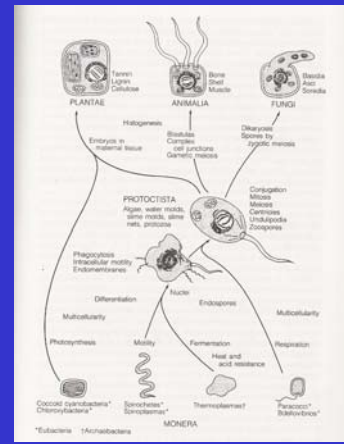 Tannin
Lignin
Cellulose
Bone
Shell
Muscle
Basidia
Asci
Soredia
PLANTAE
ANIMALIA
FUNGI
Histogenesis
Embryos in
maternal tissue
Blastulas
Complex
cell junctions
Gametic meiosis
Dikaryosis
Spores by
zygotic meiosis
PROTOCTISTA
Algae, water molds,
slime molds, slime
nets, protozoa
Conjugation
Mitosis
Meiosis
Centrioles
Undulipodia
Zoospores
Phagocytosis
Intracellular motility
Endomembranes
Nuclei
Differentiation
Endospores
Multicellularity
Multicellularity
Photosynthesis
Motility
Fermentation
Respiration
Heat and
acid resistance
Coccoid cyanobacteria*
Chloroxybacteria*
Spirochetes*
Spiroplasmas*
Thermoplasmas†
Paracocci*
Bdellovibrios*
MONERA
*Eubacteria †Archaebacteria